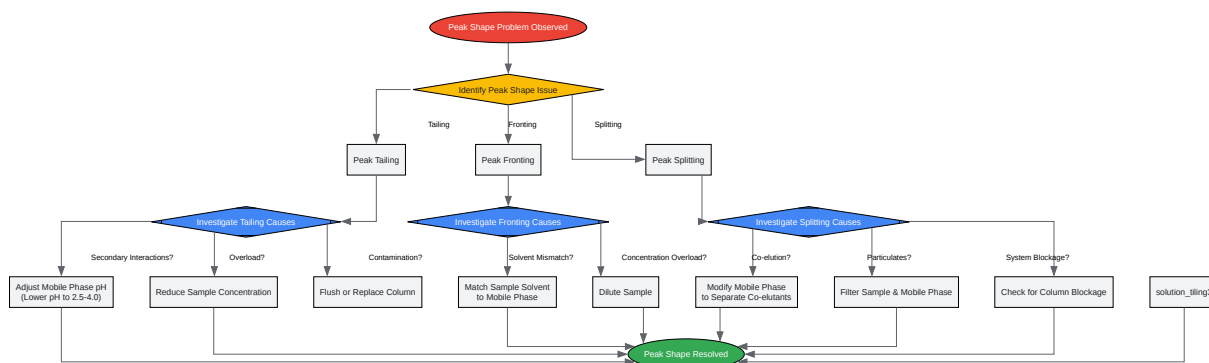 Peak Shape Problem Observed
Identify Peak Shape Issue
Tailing
Fronting
Splitting
Peak Tailing
Peak Fronting
Peak Splitting
Investigate Tailing Causes
Investigate Fronting Causes
Investigate Splitting Causes
Secondary Interactions?
Overload?
Contamination?
Solvent Mismatch?
Concentration Overload?
Co-elution?
Particulates?
System Blockage?
Adjust Mobile Phase pH
(Lower pH to 2.5-4.0)
Reduce Sample Concentration
Flush or Replace Column
Match Sample Solvent
to Mobile Phase
Dilute Sample
Modify Mobile Phase
to Separate Co-elutants
Filter Sample & Mobile Phase
Check for Column Blockage
solution_tiling3
Peak Shape Resolved